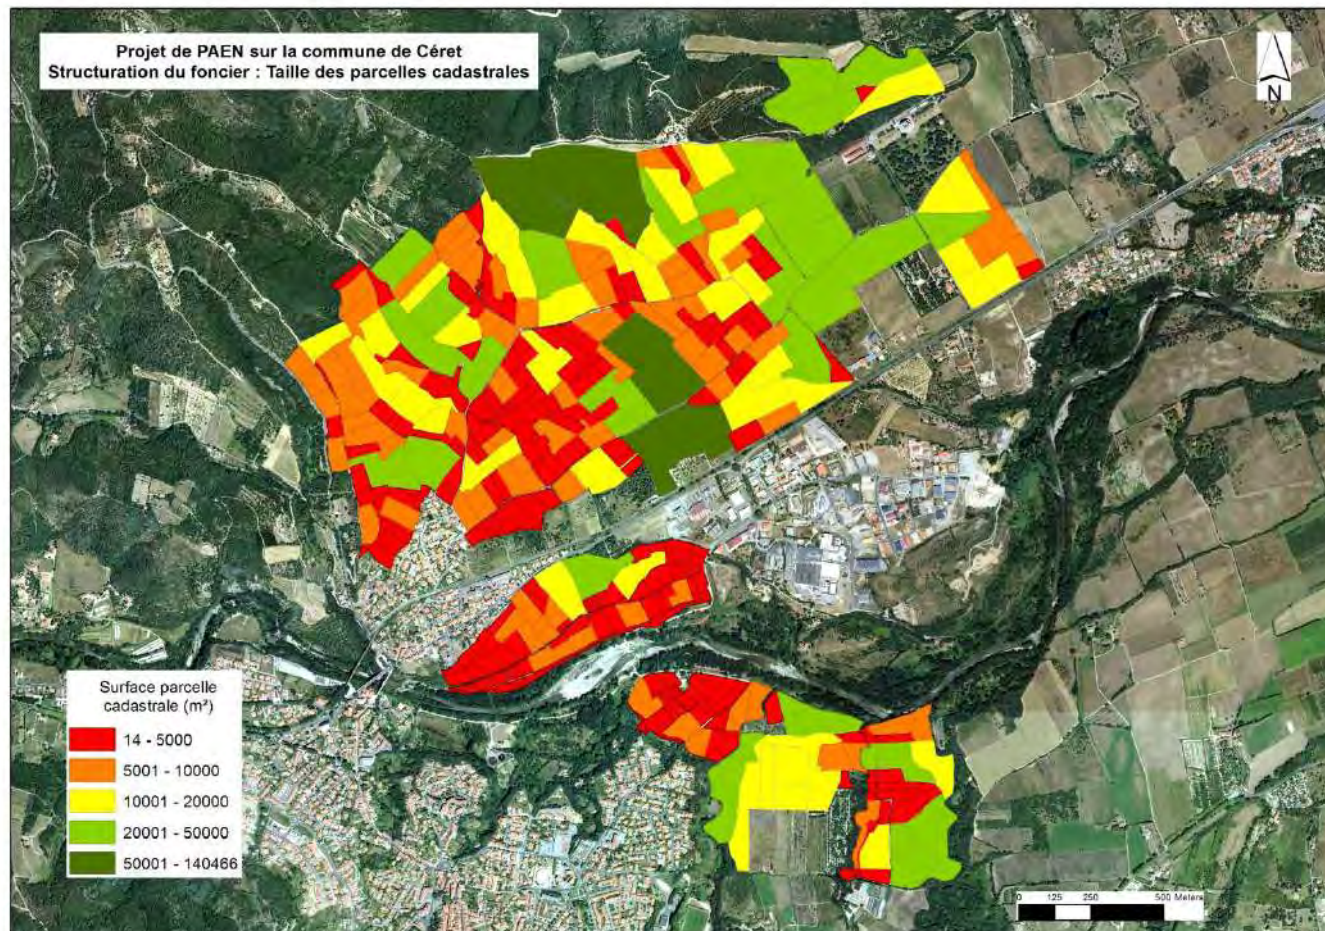 Projet de PAEN sur la commune de Céret
Structuration du foncier : Taille des parcelles cadastrales
N
Surface parcelle
cadastrale (m²)
14 - 5000
5001 - 10000
10001 - 20000
20001 - 50000
50001 - 140466
0 125 250 500 Meters